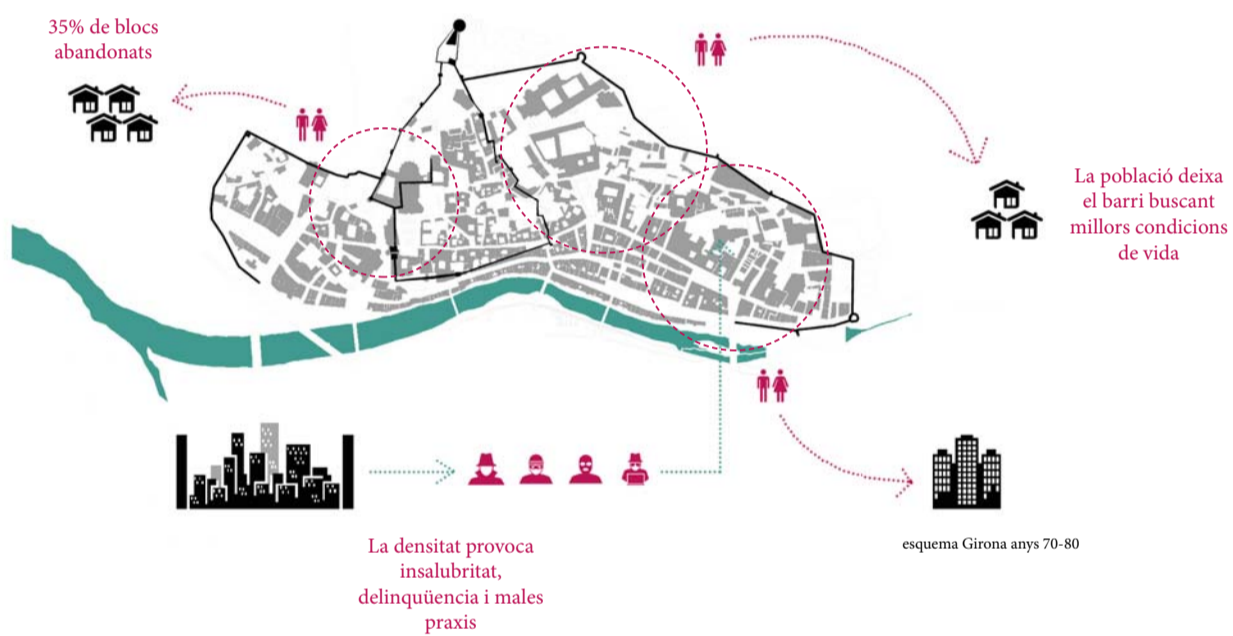 35% de blocs
abandonats
La població deixa
el barri buscant
millors condicions
de vida
La densitat provoca
insalubritat,
delinqüencia i males
praxis
esquema Girona anys 70-80